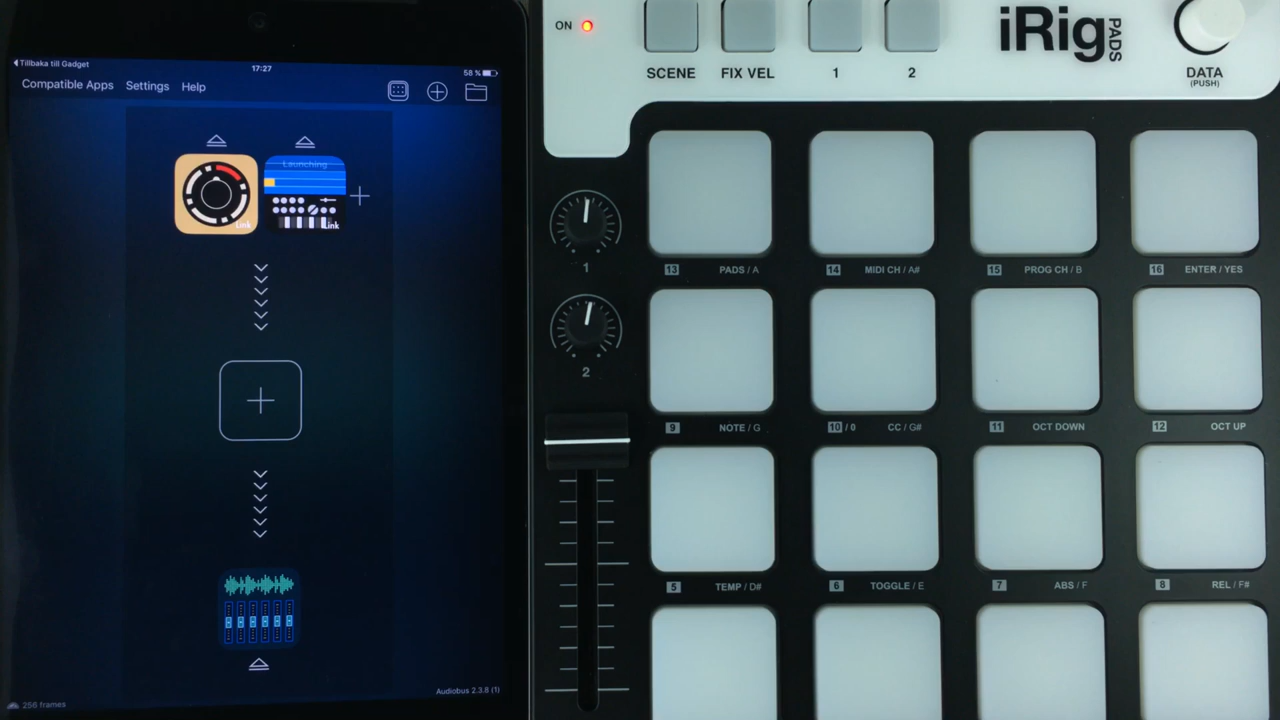 Tillbaka till Gadget
17:27
58 %
Compatible Apps
Settings
Help
Link
Launching
Link
Audiobus 2.3.8 (1)
256 frames
ON
SCENE
FIX VEL
1
2
iRig PADS
DATA
(PUSH)
1
2
13 PADS / A
14 MIDI CH / A#
15 PROG CH / B
16 ENTER / YES
9 NOTE / G
10 / 0 CC / G#
11 OCT DOWN
12 OCT UP
5 TEMP / D#
6 TOGGLE / E
7 ABS / F
8 REL / F#